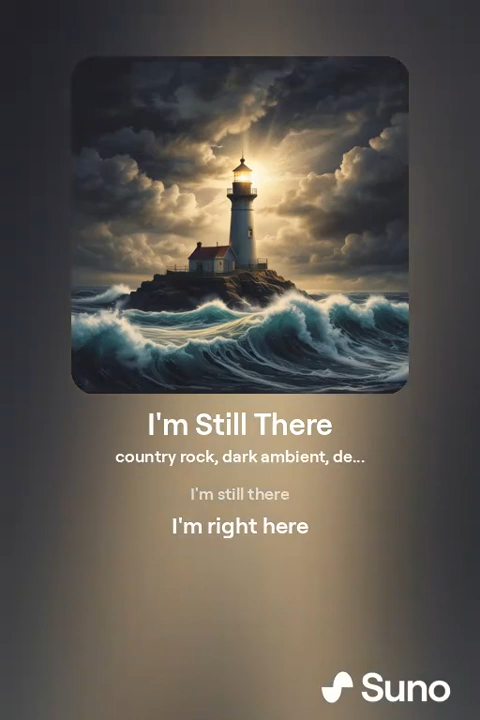 I'm Still There
country rock, dark ambient, de...
I'm still there
I'm right here
Suno